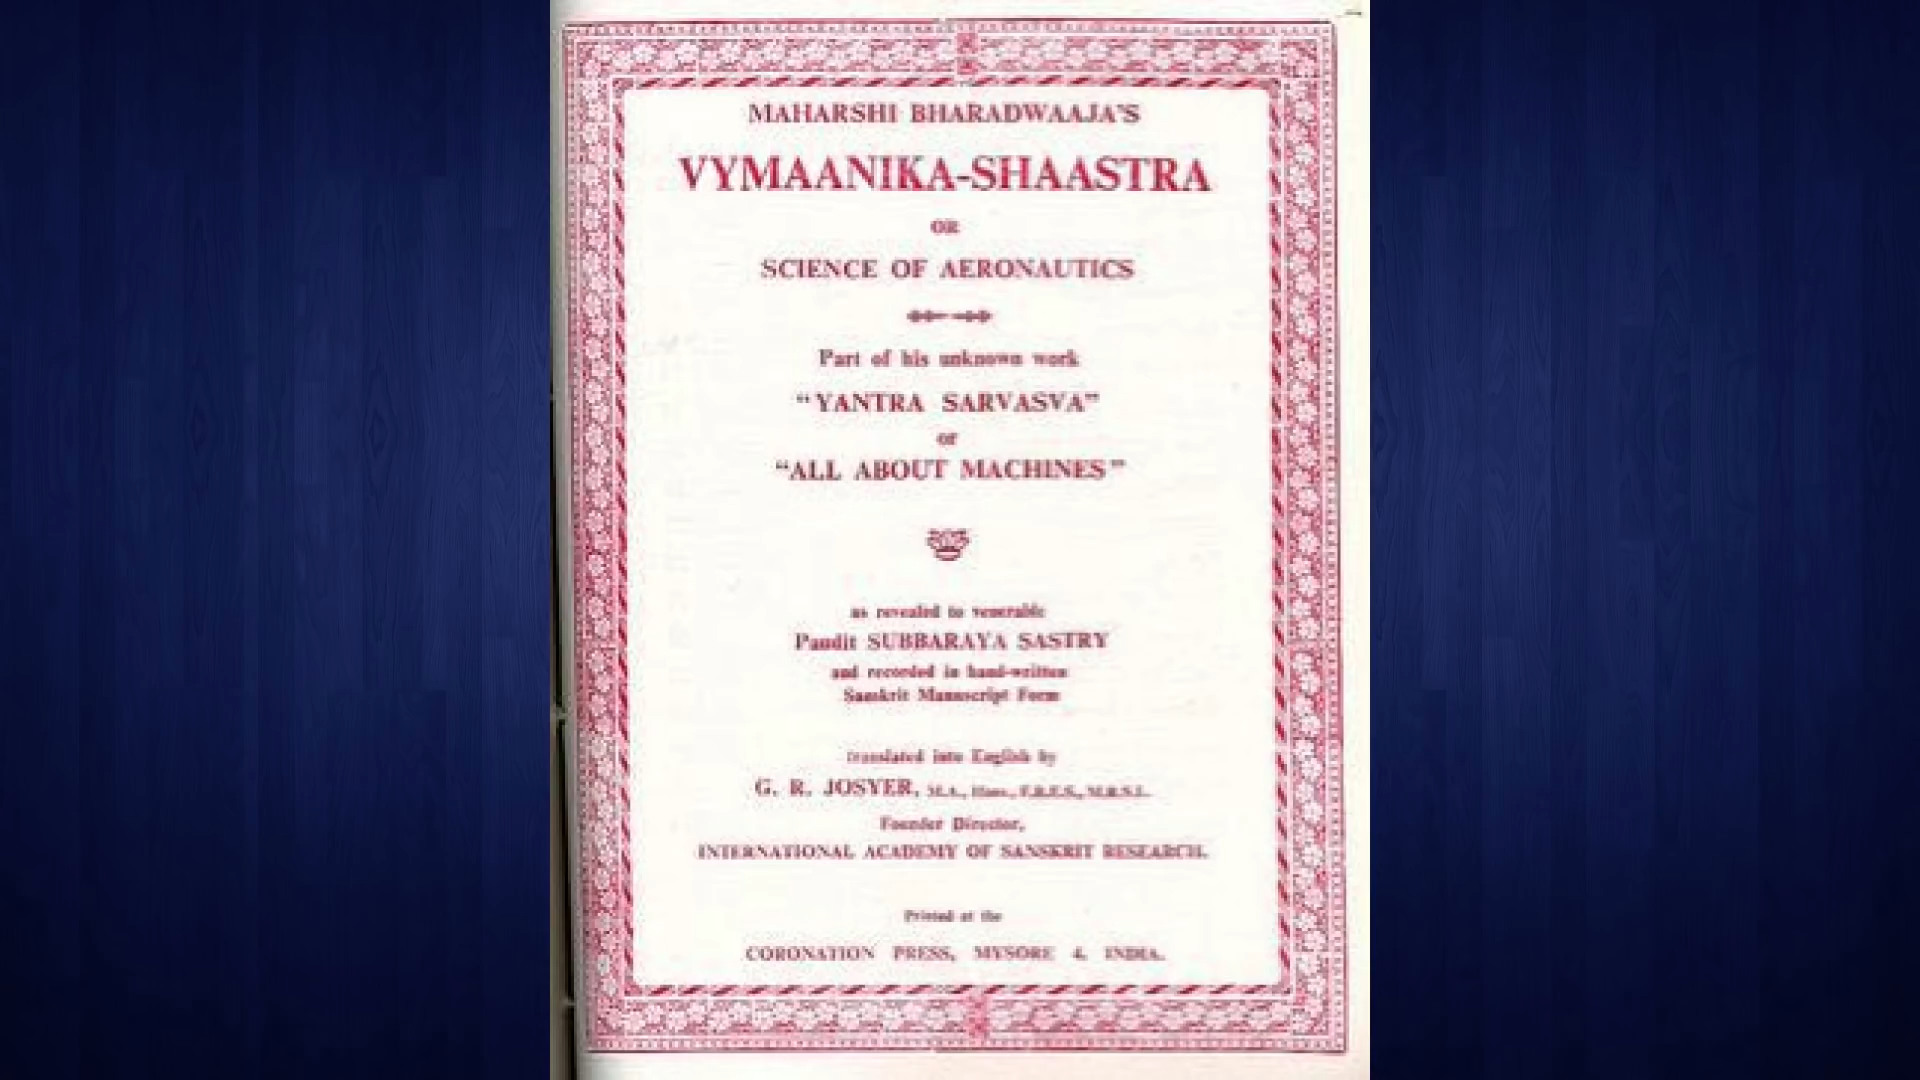 MAHARSHI BHARADWAAJA'S
VYMAANIKA-SHAASTRA
OR
SCIENCE OF AERONAUTICS
Part of his unknown work
"YANTRA SARVASVA"
or
"ALL ABOUT MACHINES"
as revealed to venerable
Pandit SUBBARAYA SASTRY
and recorded in hand-written
Sanskrit Manuscript Form
translated into English by
G. R. JOSYER, M.A., Hons., F.R.E.S., M.R.S.L.
Founder Director,
INTERNATIONAL ACADEMY OF SANSKRIT RESEARCH.
Printed at the
CORONATION PRESS, MYSORE 4. INDIA.